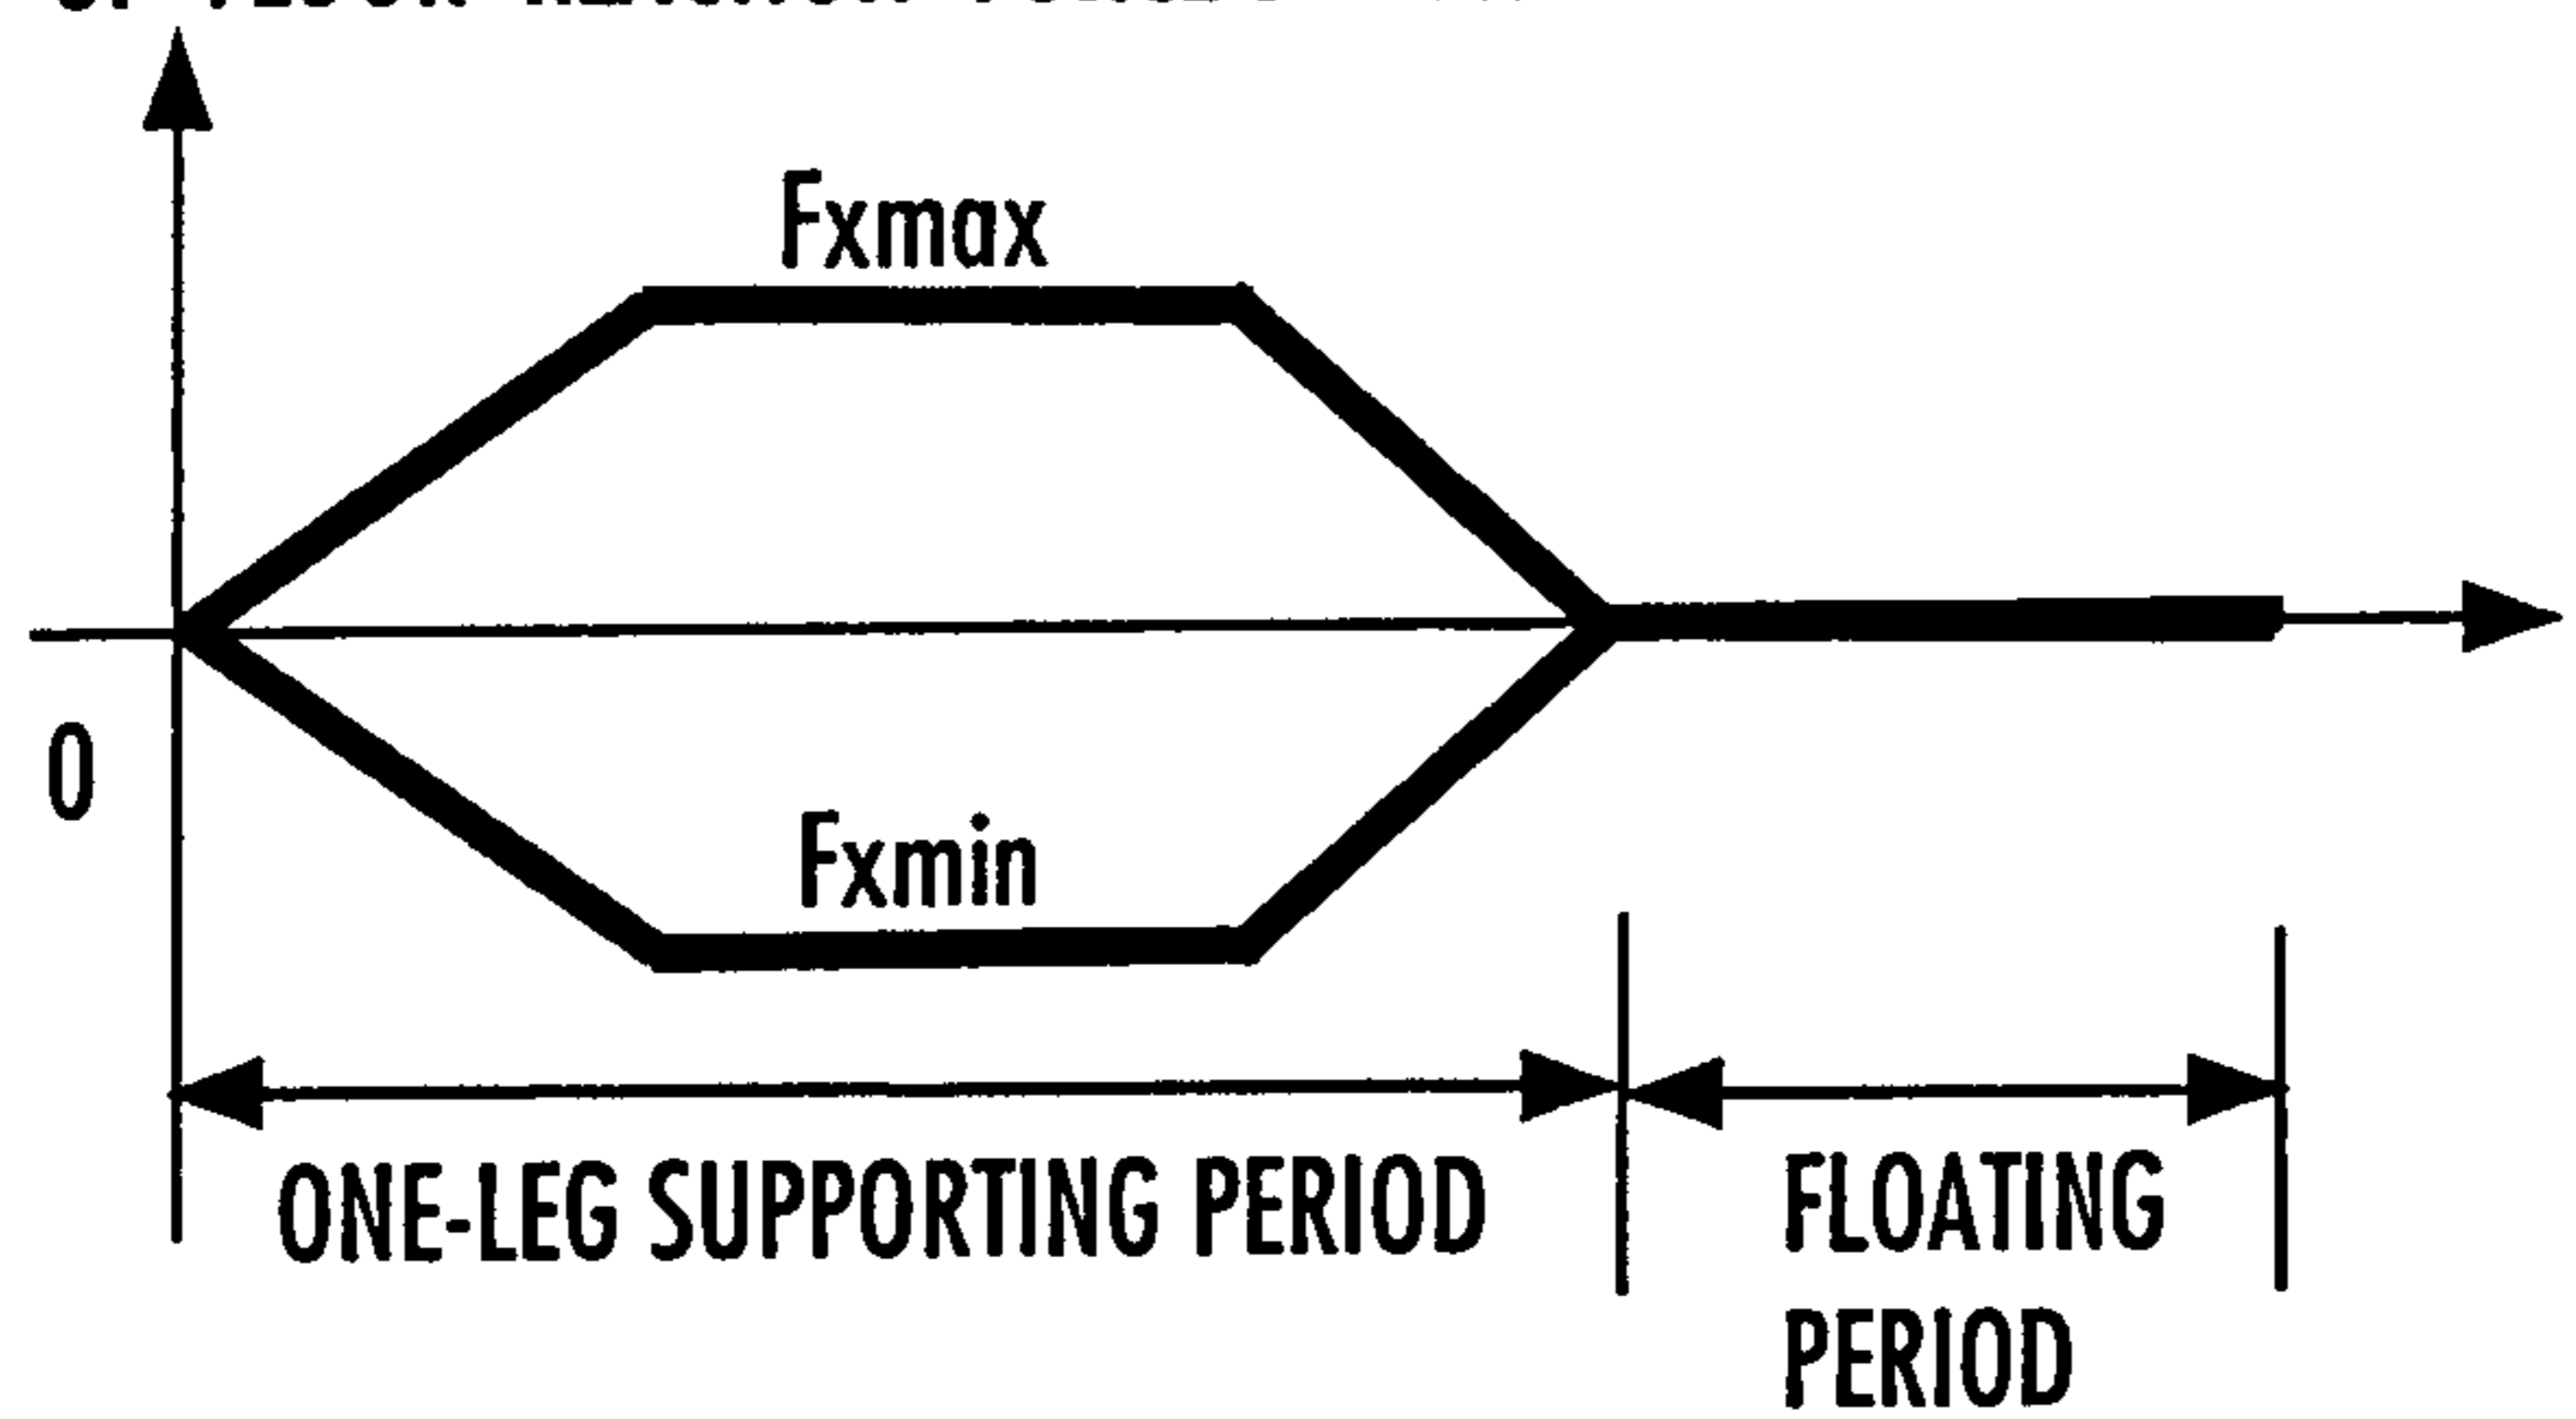 Fxmax
0
Fxmin
ONE-LEG SUPPORTING PERIOD
FLOATING
PERIOD